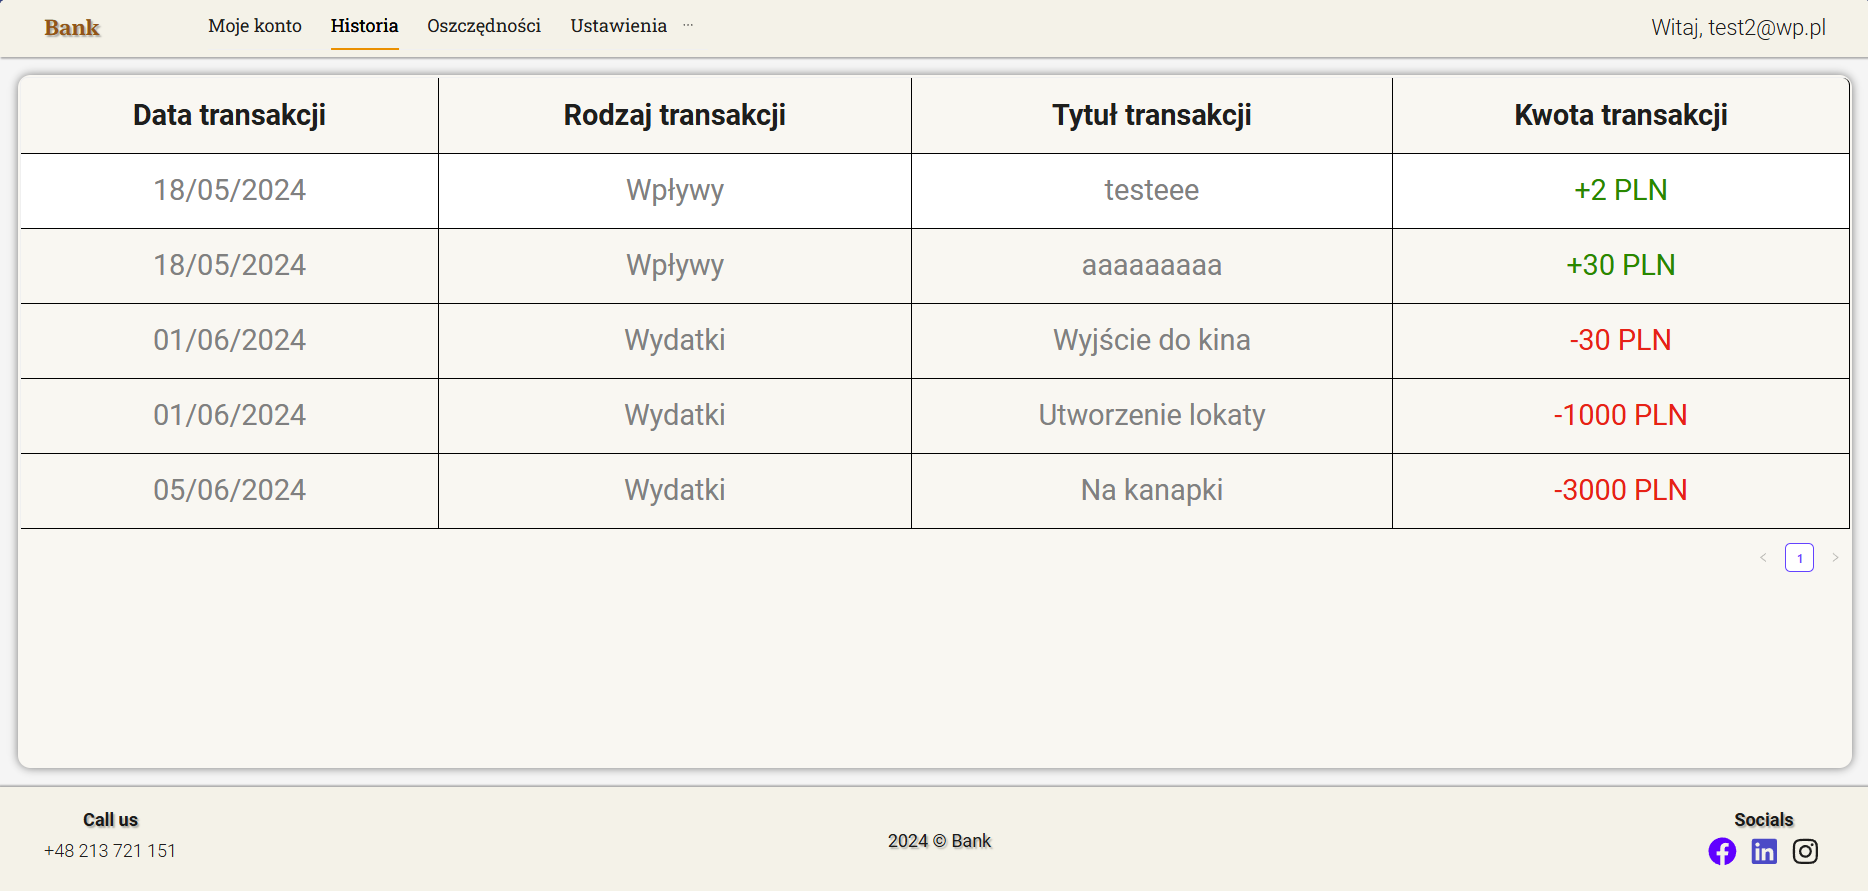 Bank Moje konto Historia Oszczędności Ustawienia ··· Witaj, test2@wp.pl
Data transakcji Rodzaj transakcji Tytuł transakcji Kwota transakcji
18/05/2024 Wpływy testeee +2 PLN
18/05/2024 Wpływy aaaaaaaaa +30 PLN
01/06/2024 Wydatki Wyjście do kina -30 PLN
01/06/2024 Wydatki Utworzenie lokaty -1000 PLN
05/06/2024 Wydatki Na kanapki -3000 PLN
< 1 >
Call us
+48 213 721 151
2024 © Bank
Socials